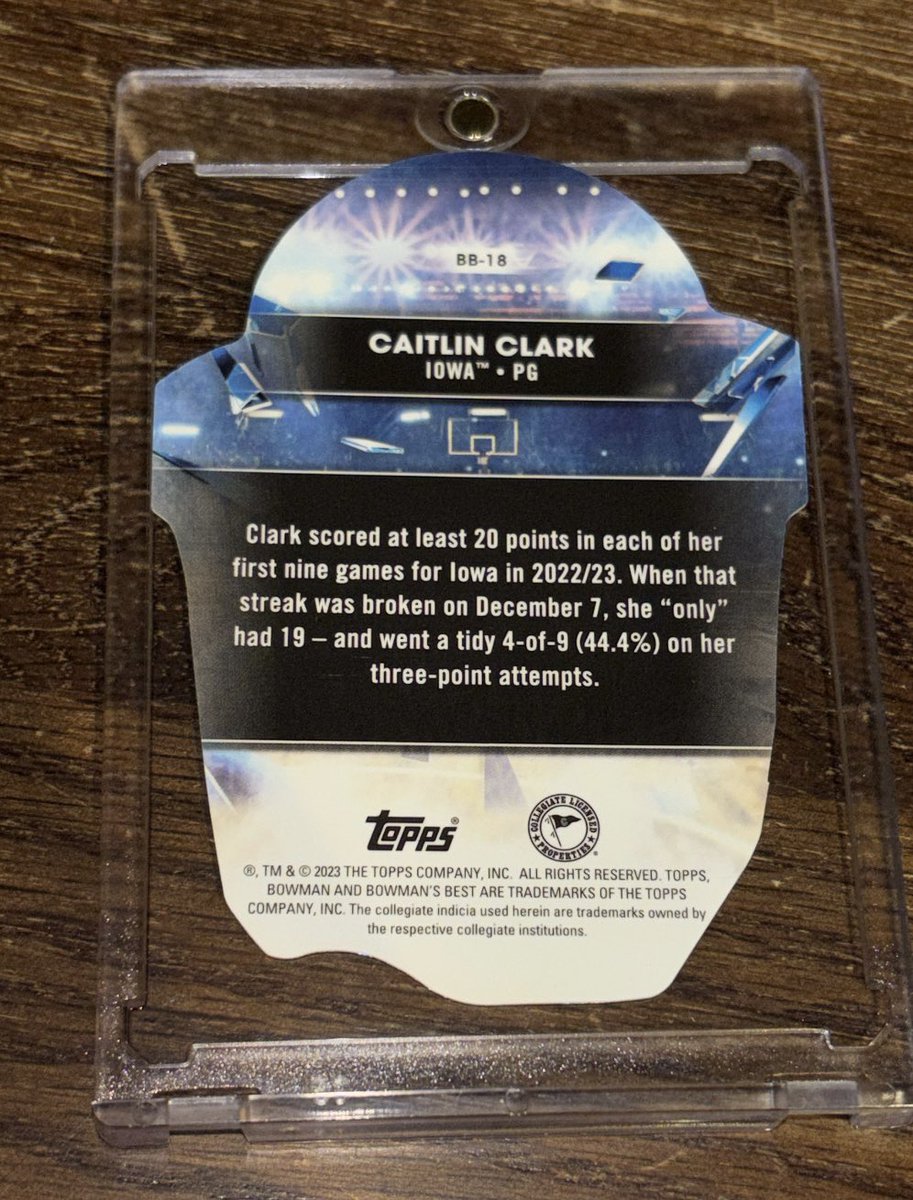 BB-18
CAITLIN CLARK
IOWA™ • PG
Clark scored at least 20 points in each of her
first nine games for Iowa in 2022/23. When that
streak was broken on December 7, she “only”
had 19 – and went a tidy 4-of-9 (44.4%) on her
three-point attempts.
topps®
COLLEGIATE LICENSED PROPERTIES ®
®, TM & © 2023 THE TOPPS COMPANY, INC. ALL RIGHTS RESERVED. TOPPS,
BOWMAN AND BOWMAN'S BEST ARE TRADEMARKS OF THE TOPPS
COMPANY, INC. The collegiate indicia used herein are trademarks owned by
the respective collegiate institutions.